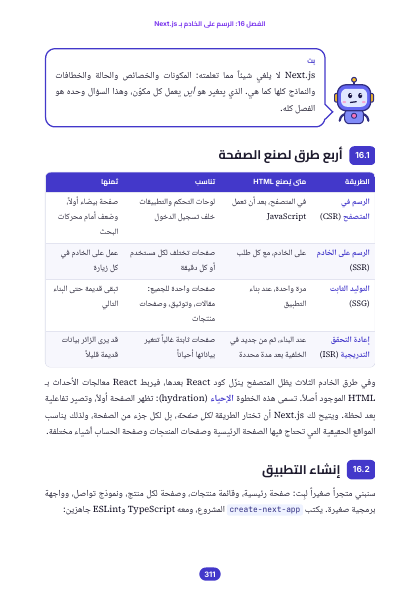 الفصل 16: الرسم على الخادم بـ Next.js
بت
Next.js لا يلغي شيئاً مما تعلمته: المكونات والخصائص والحالة والخطافات
والنماذج كلها كما هي. الذي يتغير هو أين يعمل كل مكوّن، وهذا السؤال وحده هو
الفصل كله.
16.1 أربع طرق لصنع الصفحة
الطريقة متى يُصنع HTML تناسب ثمنها
الرسم في في المتصفح، بعد أن تعمل لوحات التحكم والتطبيقات صفحة بيضاء أولاً،
المتصفح (CSR) JavaScript خلف تسجيل الدخول وضعف أمام محركات
البحث
الرسم على الخادم على الخادم، مع كل طلب صفحات تختلف لكل مستخدم عمل على الخادم في
(SSR) أو كل دقيقة كل زيارة
التوليد الثابت مرة واحدة، عند بناء صفحات واحدة للجميع: تبقى قديمة حتى البناء
(SSG) التطبيق مقالات، وتوثيق، وصفحات التالي
منتجات
إعادة التحقق عند البناء، ثم من جديد في صفحات ثابتة غالباً تتغير قد يرى الزائر بيانات
التدريجية (ISR) الخلفية بعد مدة محددة بياناتها أحياناً قديمة قليلاً
وفي طرق الخادم الثلاث يظل المتصفح ينزّل كود React بعدها، فيربط React معالجات الأحداث بـ
HTML الموجود أصلاً. تسمى هذه الخطوة الإحياء (hydration): تظهر الصفحة أولاً، وتصير تفاعلية
بعد لحظة. ويتيح لك Next.js أن تختار الطريقة لكل صفحة، بل لكل جزء من الصفحة، ولذلك يناسب
المواقع الحقيقية التي تحتاج فيها الصفحة الرئيسية وصفحات المنتجات وصفحة الحساب أشياء مختلفة.
16.2 إنشاء التطبيق
سنبني متجراً صغيراً لبت: صفحة رئيسية، وقائمة منتجات، وصفحة لكل منتج، ونموذج تواصل، وواجهة
برمجية صغيرة. يكتب create-next-app المشروع، ومعه TypeScript وESLint جاهزين:
311